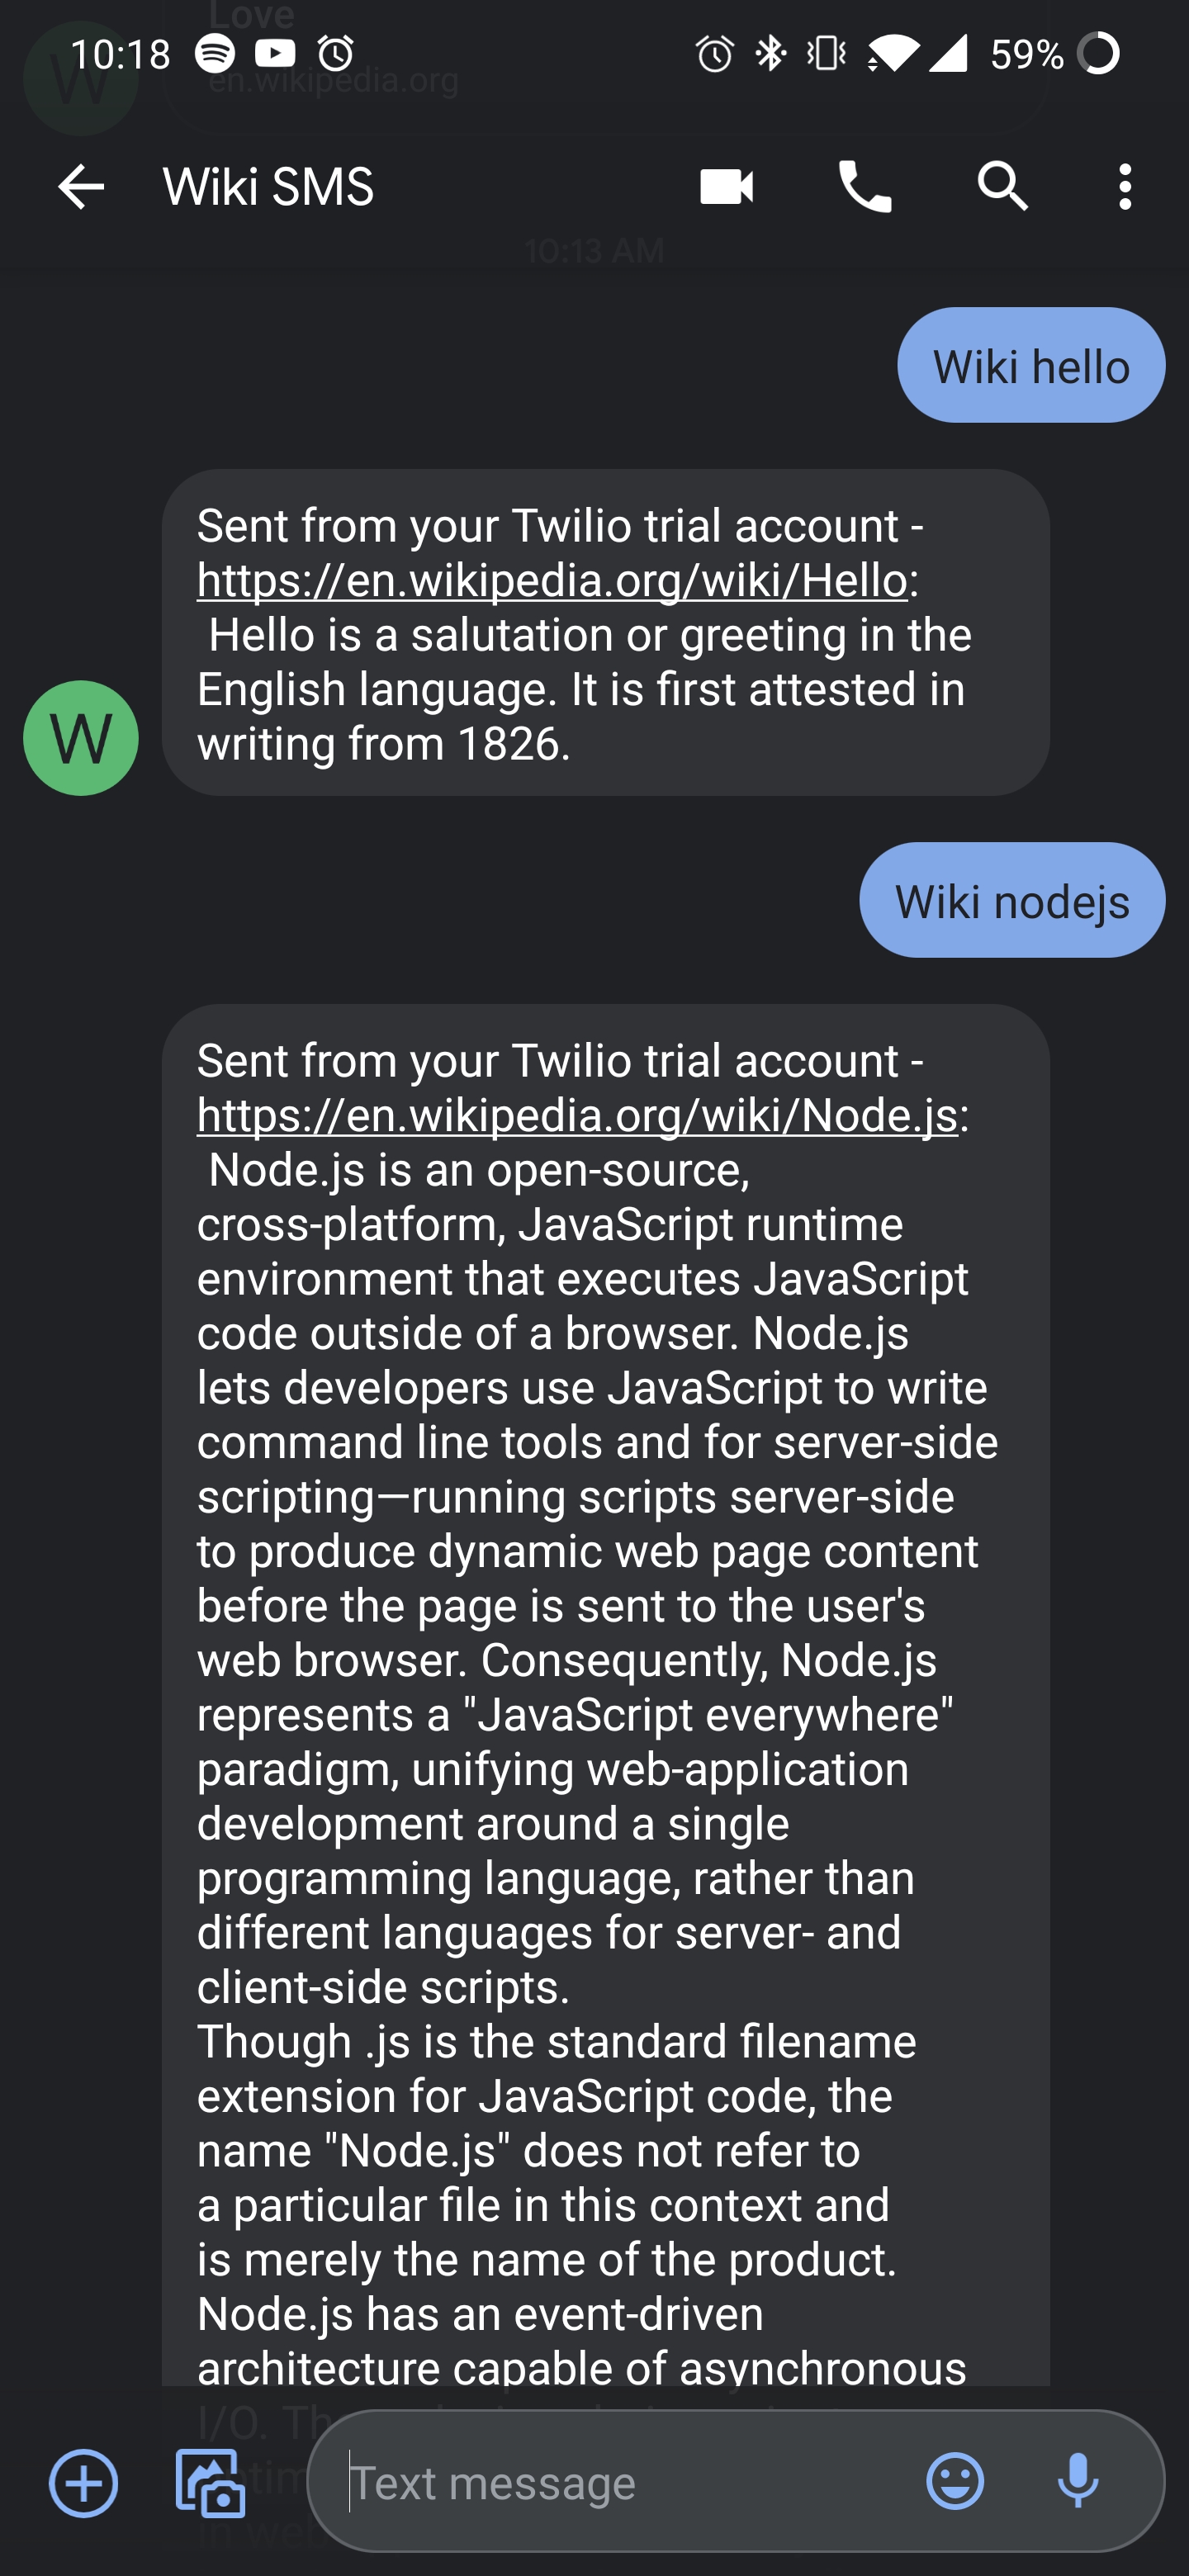 Love
10:18
59%
W
en.wikipedia.org
Wiki SMS
10:13 AM
Wiki hello
Sent from your Twilio trial account -
https://en.wikipedia.org/wiki/Hello:
Hello is a salutation or greeting in the
English language. It is first attested in
writing from 1826.
W
Wiki nodejs
Sent from your Twilio trial account -
https://en.wikipedia.org/wiki/Node.js:
Node.js is an open-source,
cross-platform, JavaScript runtime
environment that executes JavaScript
code outside of a browser. Node.js
lets developers use JavaScript to write
command line tools and for server-side
scripting—running scripts server-side
to produce dynamic web page content
before the page is sent to the user's
web browser. Consequently, Node.js
represents a "JavaScript everywhere"
paradigm, unifying web-application
development around a single
programming language, rather than
different languages for server- and
client-side scripts.
Though .js is the standard filename
extension for JavaScript code, the
name "Node.js" does not refer to
a particular file in this context and
is merely the name of the product.
Node.js has an event-driven
architecture capable of asynchronous
I/O.
Text message
in